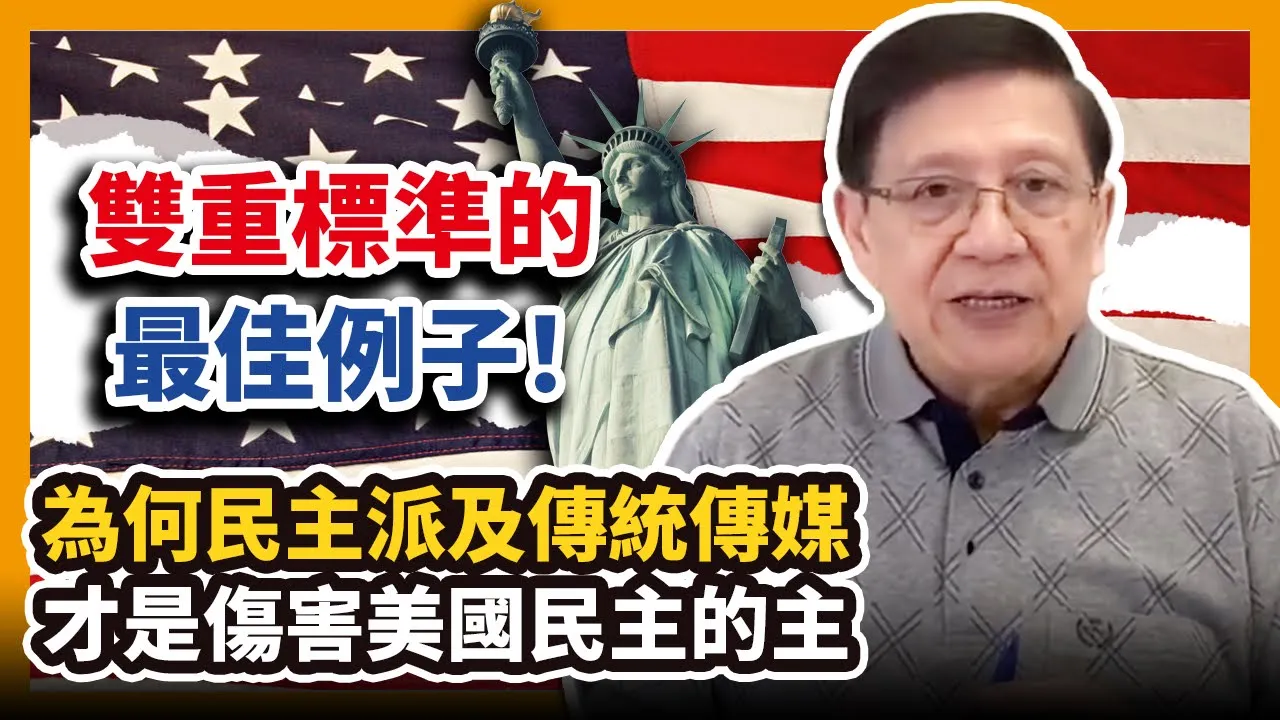 雙重標準的
最佳例子!
為何民主派及傳統傳媒
才是傷害美國民主的主